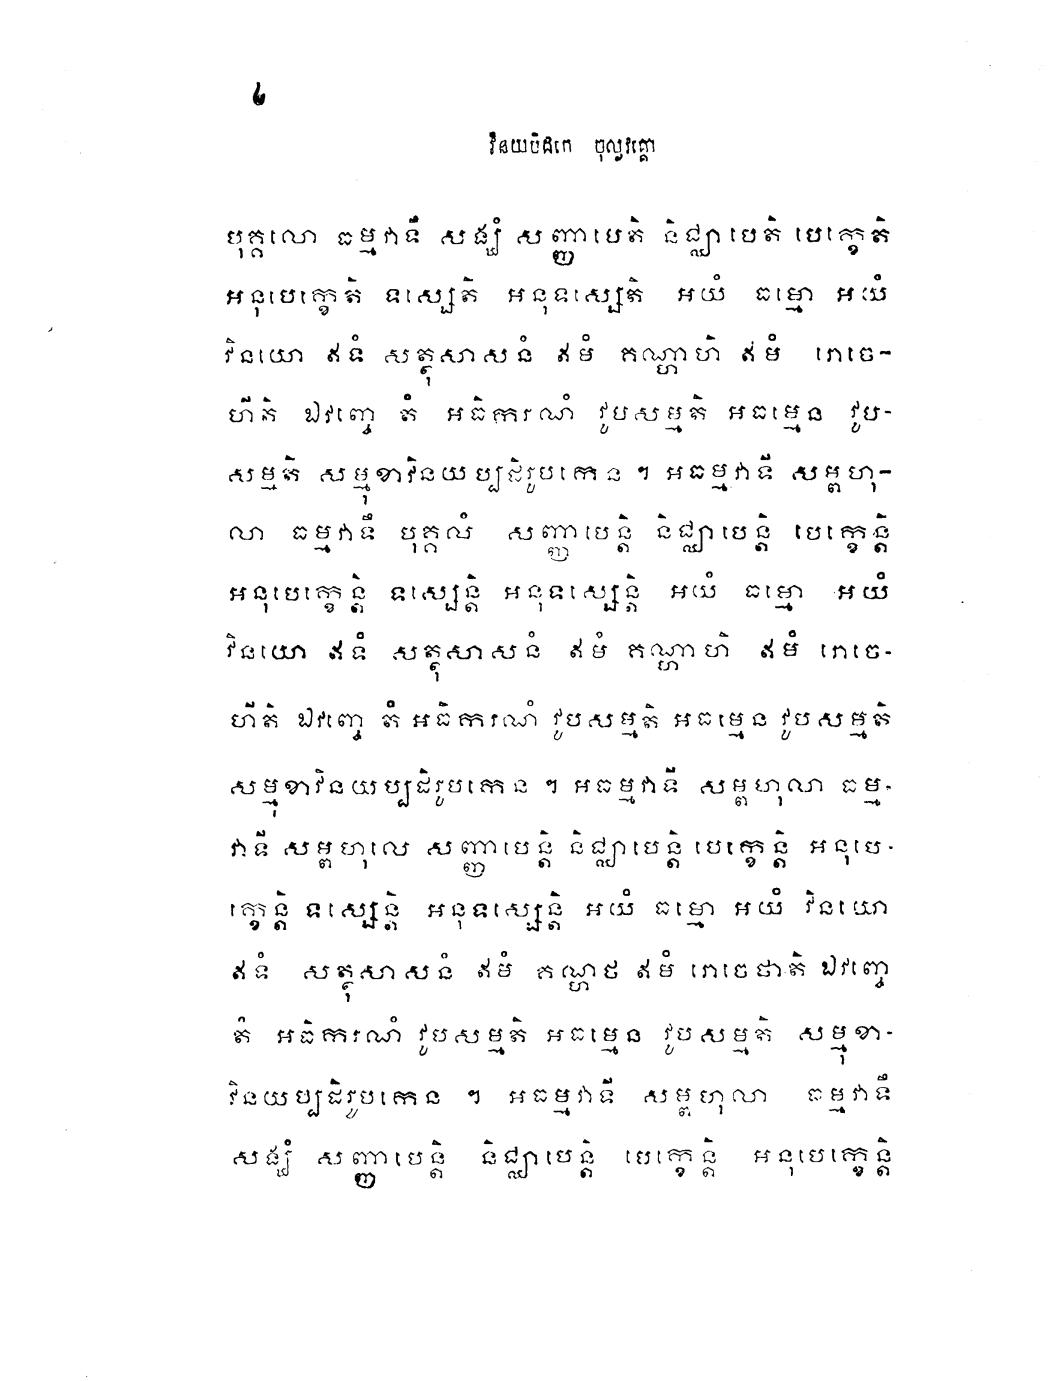 ៤
វិនយបិដកេ ចុល្លវគ្គោ
បុគ្គលោ ធម្មវាទី សង្ឃំ សញ្ញាបេតិ និជ្ឈាបេតិ បេក្ខេតិ
អនុបេក្ខេតិ ទស្សេតិ អនុទស្សេតិ អយំ ធម្មោ អយំ
វិនយោ ឥទំ សត្ថុសាសនំ ឥមំ គណ្ហាហិ ឥមំ រោចេ-
ហីតិ ឯវញ្ចេ តំ អធិករណំ វូបសម្មតិ អធម្មេន វូប-
សម្មតិ សម្មុខាវិនយប្បដិរូបកេន ។ អធម្មវាទី សម្ពហុ-
លា ធម្មវាទឹ បុគ្គលំ សញ្ញាបេន្តិ និជ្ឈាបេន្តិ បេក្ខេន្តិ
អនុបេក្ខេន្តិ ទស្សេន្តិ អនុទស្សេន្តិ អយំ ធម្មោ អយំ
វិនយោ ឥទំ សត្ថុសាសនំ ឥមំ គណ្ហាហិ ឥមំ រោចេ-
ហីតិ ឯវញ្ចេ តំ អធិករណំ វូបសម្មតិ អធម្មេន វូបសម្មតិ
សម្មុខាវិនយប្បដិរូបកេន ។ អធម្មវាទី សម្ពហុលា ធម្ម-
វាទី សម្ពហុលេ សញ្ញាបេន្តិ និជ្ឈាបេន្តិ បេក្ខេន្តិ អនុបេ-
ក្ខេន្តិ ទស្សេន្តិ អនុទស្សេន្តិ អយំ ធម្មោ អយំ វិនយោ
ឥទំ សត្ថុសាសនំ ឥមំ គណ្ហថ ឥមំ រោចេថាតិ ឯវញ្ចេ
តំ អធិករណំ វូបសម្មតិ អធម្មេន វូបសម្មតិ សម្មុខា-
វិនយប្បដិរូបកេន ។ អធម្មវាទី សម្ពហុលា ធម្មវាទឹ
សង្ឃំ សញ្ញាបេន្តិ និជ្ឈាបេន្តិ បេក្ខេន្តិ អនុបេក្ខេន្តិ